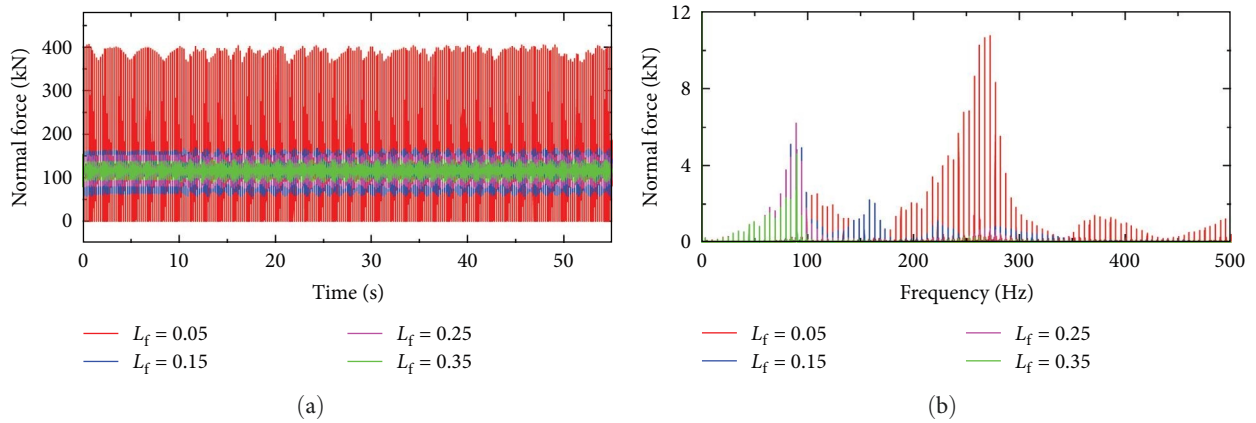 400
300
200
100
0
Normal force (kN)
0 10 20 30 40 50
Time (s)
L_f = 0.05
L_f = 0.15
L_f = 0.25
L_f = 0.35
(a)
12
8
4
0
Normal force (kN)
0 100 200 300 400 500
Frequency (Hz)
L_f = 0.05
L_f = 0.15
L_f = 0.25
L_f = 0.35
(b)